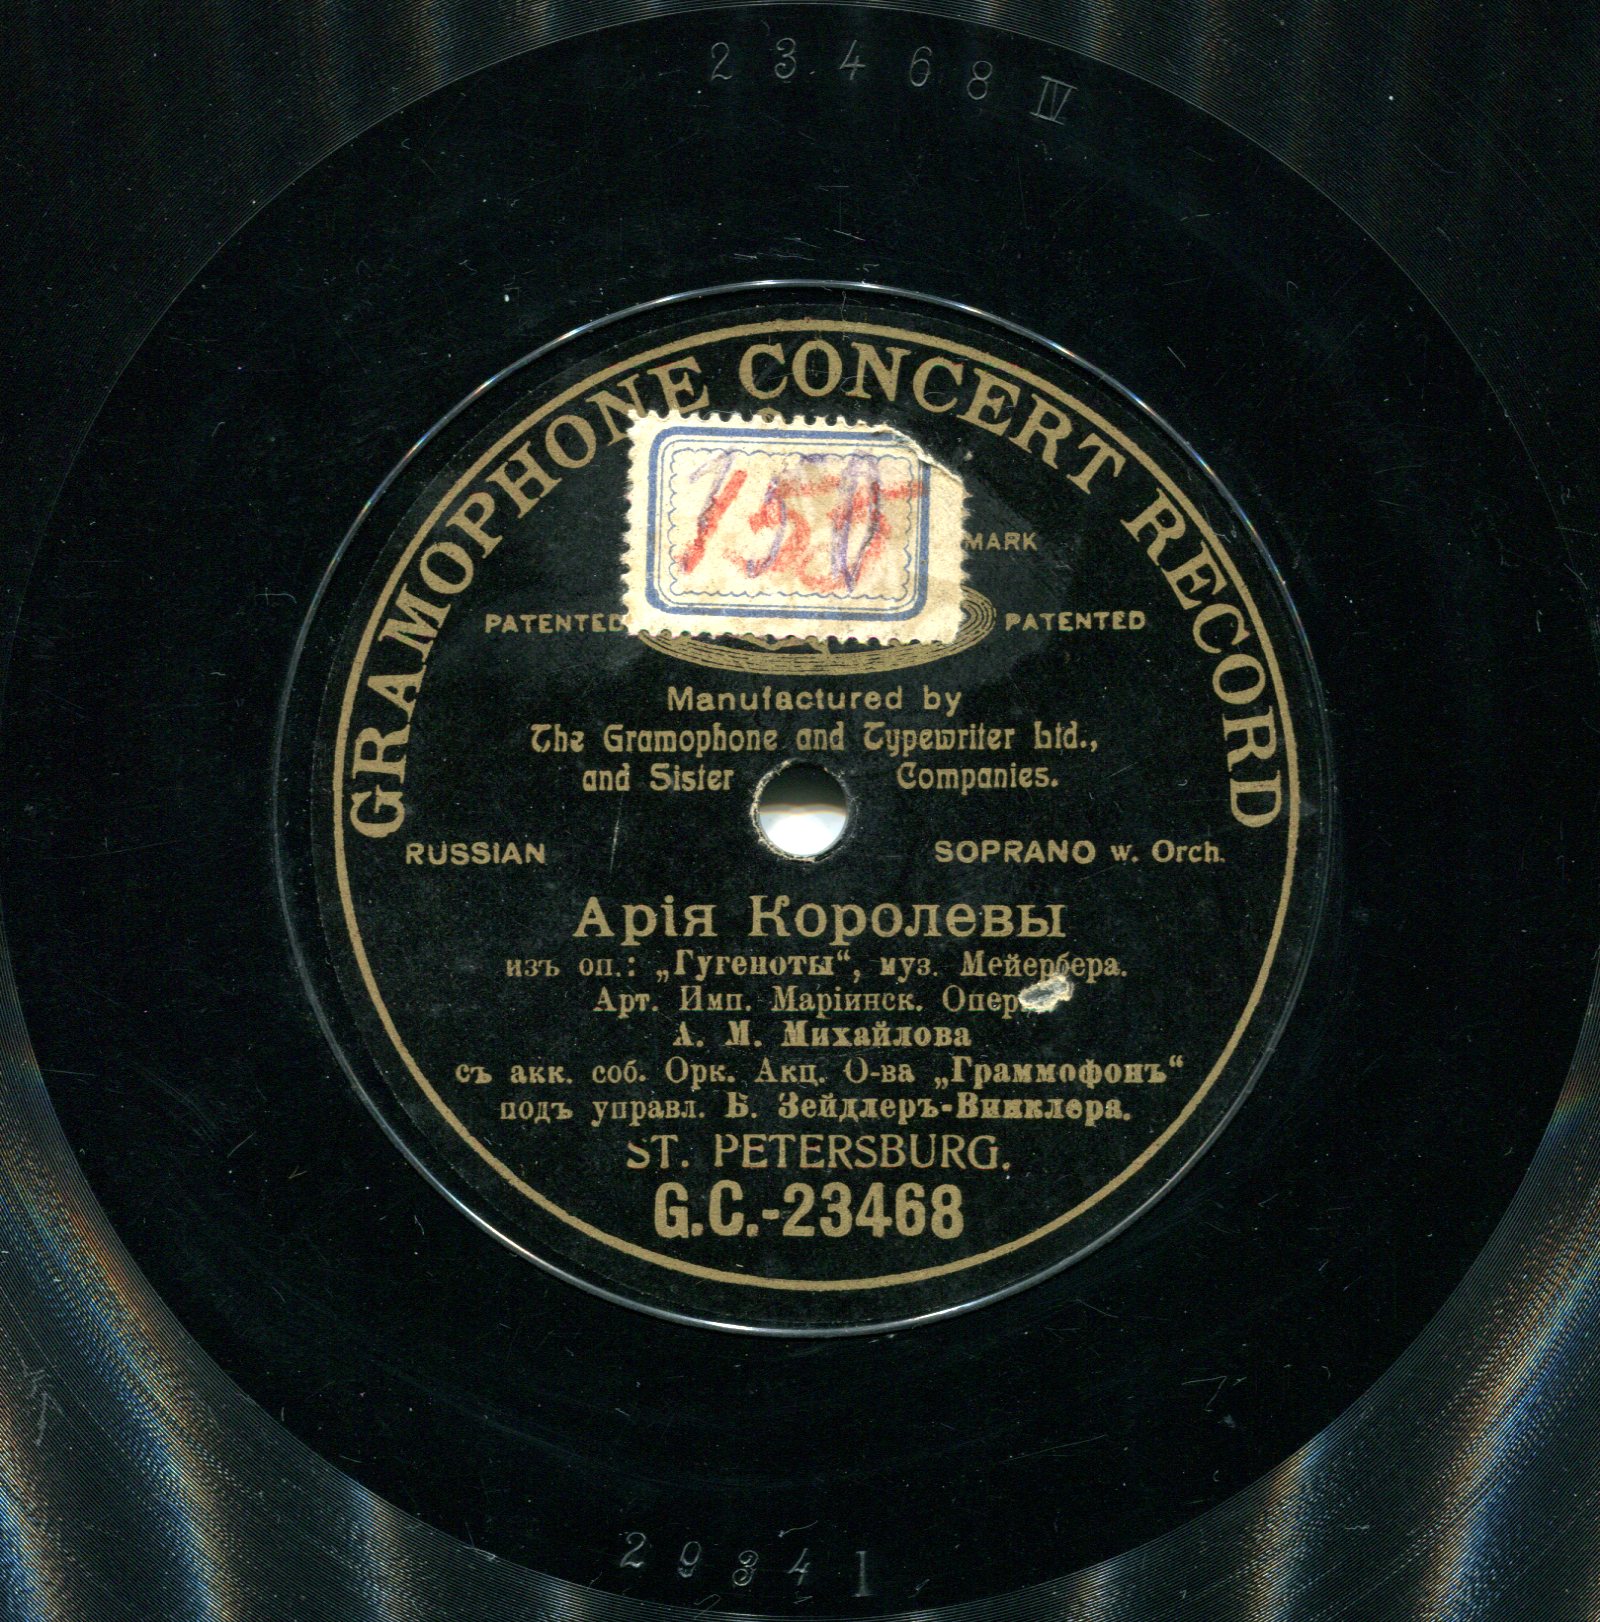 23468 IV
GRAMOPHONE CONCERT RECORD
MARK
PATENTED PATENTED
Manufactured by
The Gramophone and Typewriter Ltd.,
and Sister Companies.
RUSSIAN SOPRANO w. Orch.
Арія Королевы
изъ оп.: „Гугеноты“, муз. Мейербера.
Арт. Имп. Маріинск. Опер
А. М. Михайлова
съ акк. соб. Орк. Акц. О-ва „Граммофонъ“
подъ управл. Б. Зейдлеръ-Винклера.
ST. PETERSBURG.
G.C.-23468
29341